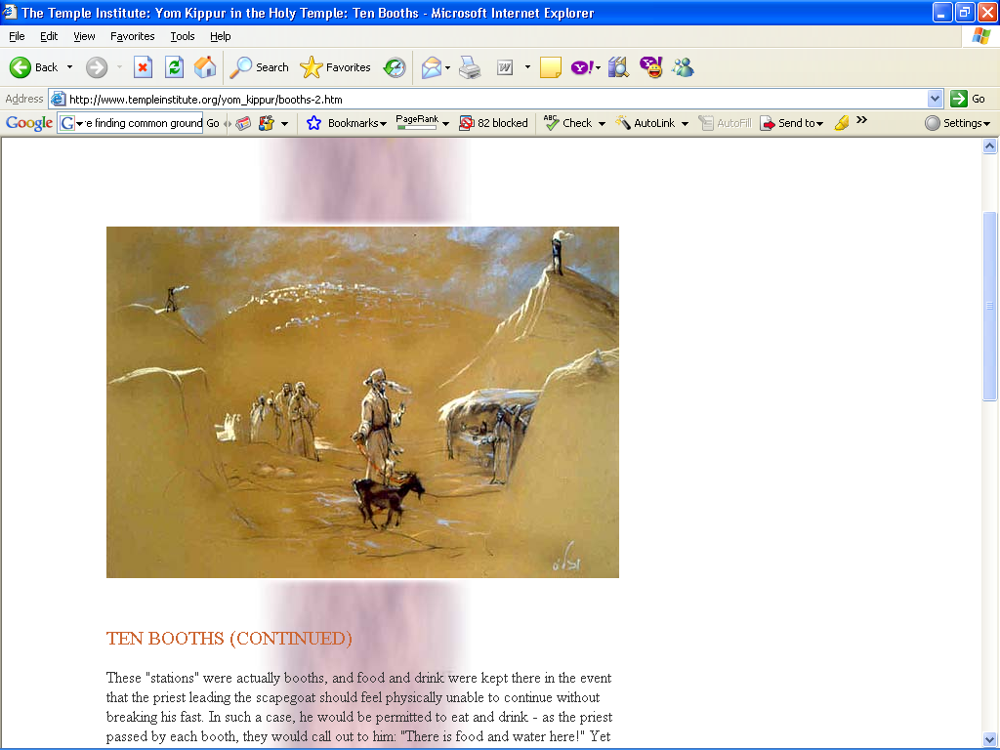 The Temple Institute: Yom Kippur in the Holy Temple: Ten Booths - Microsoft Internet Explorer
File Edit View Favorites Tools Help
Back Search Favorites
Address http://www.templeinstitute.org/yom_kippur/booths-2.htm Go
Google finding common ground Go Bookmarks PageRank 82 blocked Check AutoLink AutoFill Send to Settings
TEN BOOTHS (CONTINUED)
These "stations" were actually booths, and food and drink were kept there in the event
that the priest leading the scapegoat should feel physically unable to continue without
breaking his fast. In such a case, he would be permitted to eat and drink - as the priest
passed by each booth, they would call out to him: "There is food and water here!" Yet